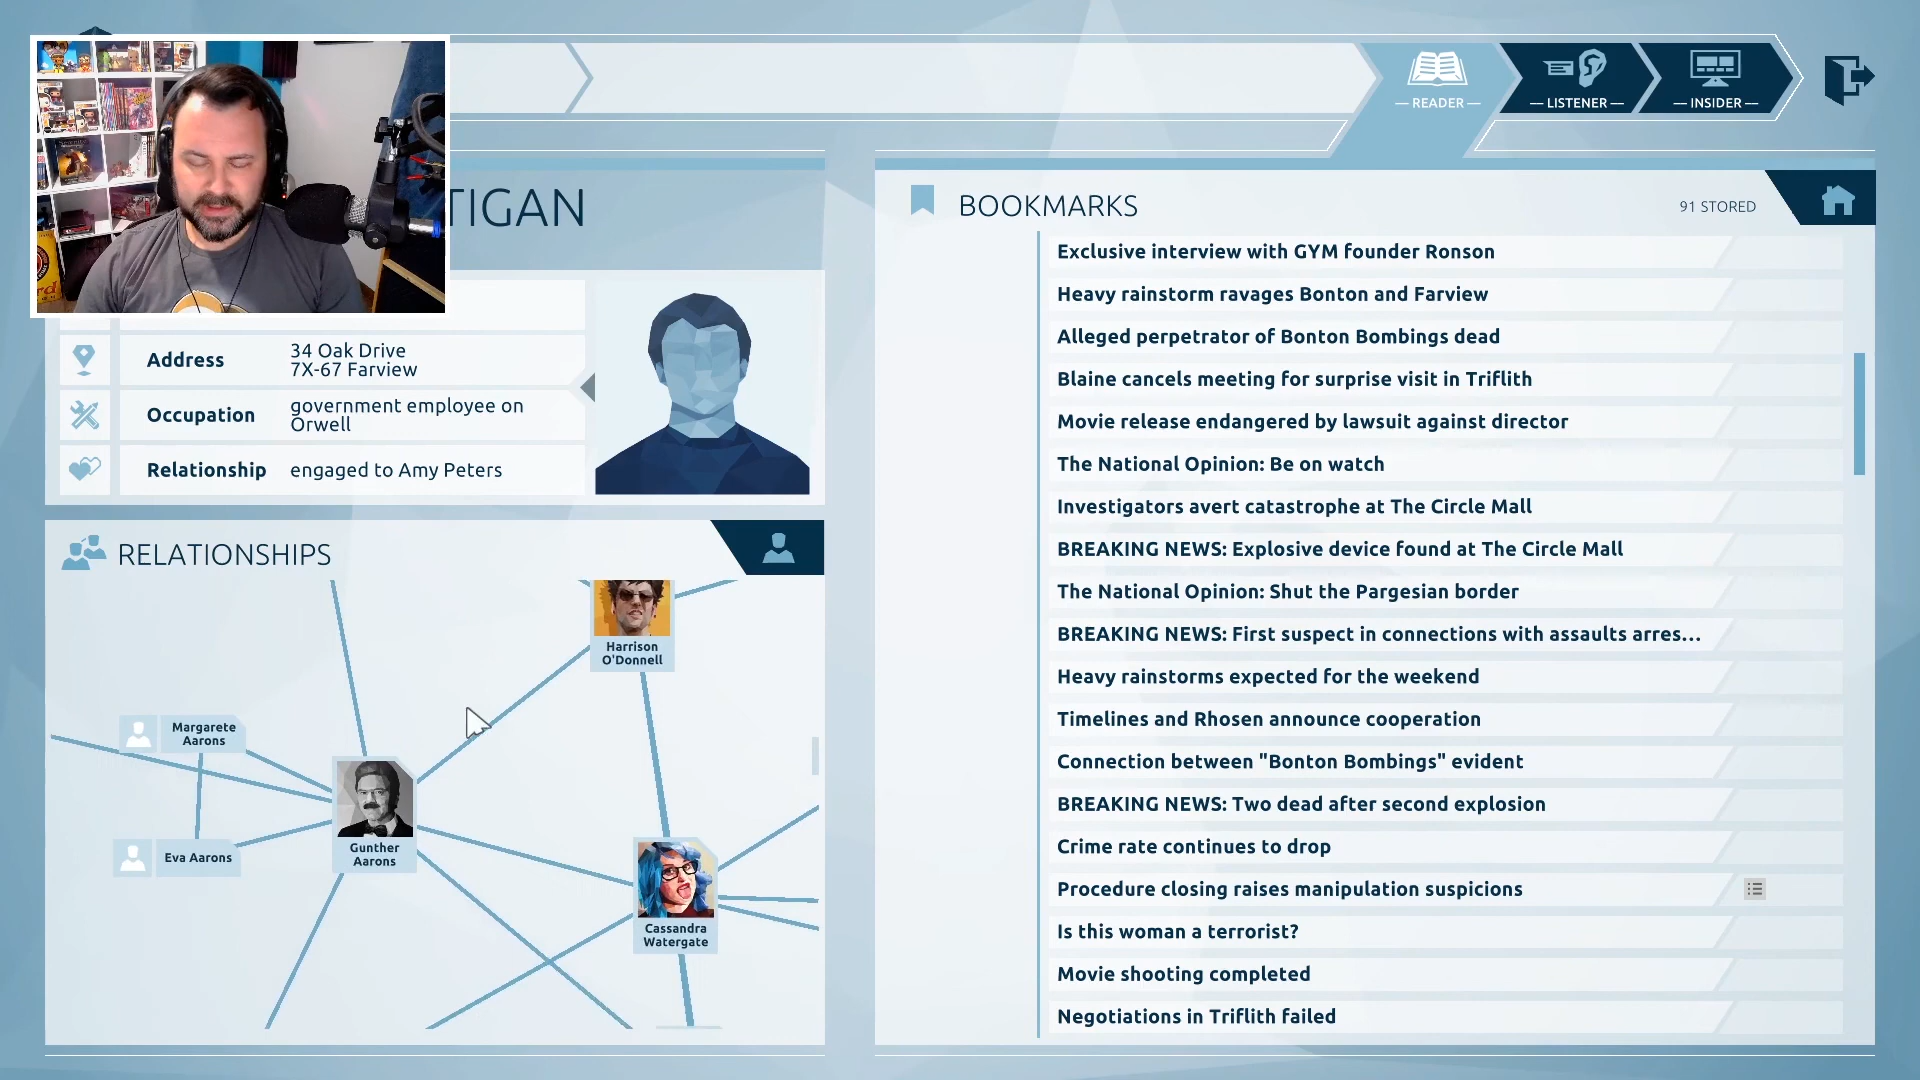 READER
LISTENER
INSIDER
TIGAN
Address
34 Oak Drive
7X-67 Farview
Occupation
government employee on
Orwell
Relationship
engaged to Amy Peters
RELATIONSHIPS
Harrison
O'Donnell
Margarete
Aarons
Gunther
Aarons
Eva Aarons
Cassandra
Watergate
BOOKMARKS
91 STORED
Exclusive interview with GYM founder Ronson
Heavy rainstorm ravages Bonton and Farview
Alleged perpetrator of Bonton Bombings dead
Blaine cancels meeting for surprise visit in Triflith
Movie release endangered by lawsuit against director
The National Opinion: Be on watch
Investigators avert catastrophe at The Circle Mall
BREAKING NEWS: Explosive device found at The Circle Mall
The National Opinion: Shut the Pargesian border
BREAKING NEWS: First suspect in connections with assaults arres...
Heavy rainstorms expected for the weekend
Timelines and Rhosen announce cooperation
Connection between "Bonton Bombings" evident
BREAKING NEWS: Two dead after second explosion
Crime rate continues to drop
Procedure closing raises manipulation suspicions
Is this woman a terrorist?
Movie shooting completed
Negotiations in Triflith failed